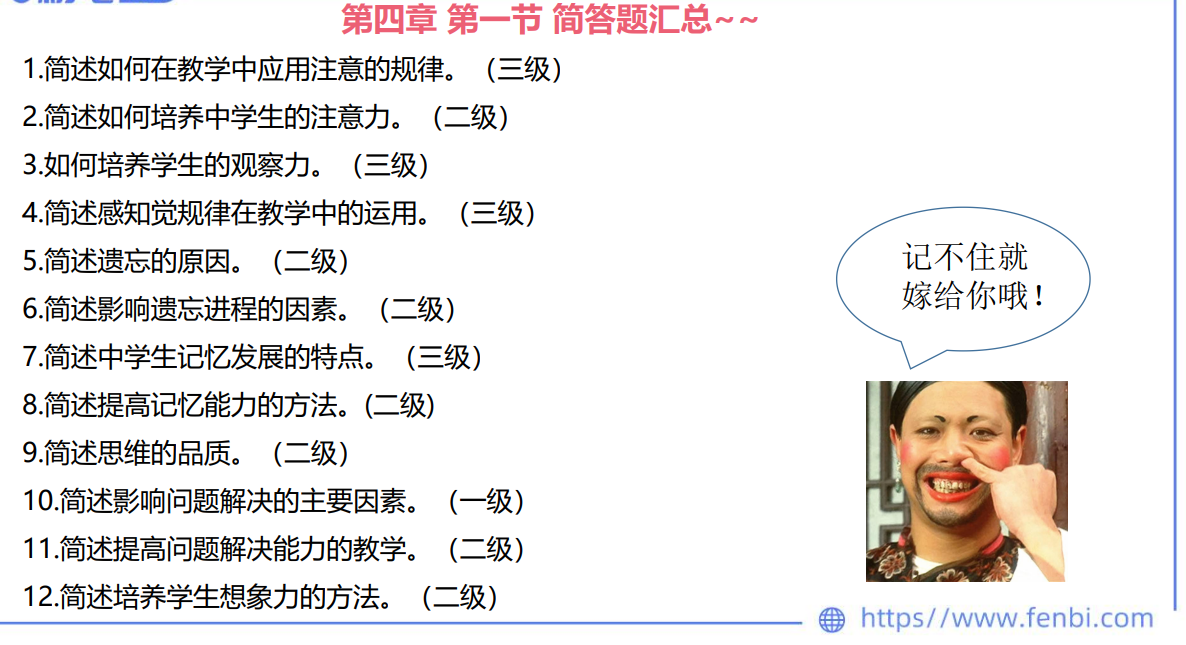 第四章 第一节 简答题汇总~~
1.简述如何在教学中应用注意的规律。（三级）
2.简述如何培养中学生的注意力。（二级）
3.如何培养学生的观察力。（三级）
4.简述感知觉规律在教学中的运用。（三级）
5.简述遗忘的原因。（二级）
6.简述影响遗忘进程的因素。（二级）
7.简述中学生记忆发展的特点。（三级）
8.简述提高记忆能力的方法。(二级)
9.简述思维的品质。（二级）
10.简述影响问题解决的主要因素。（一级）
11.简述提高问题解决能力的教学。（二级）
12.简述培养学生想象力的方法。（二级）
记不住就
嫁给你哦！
https//www.fenbi.com